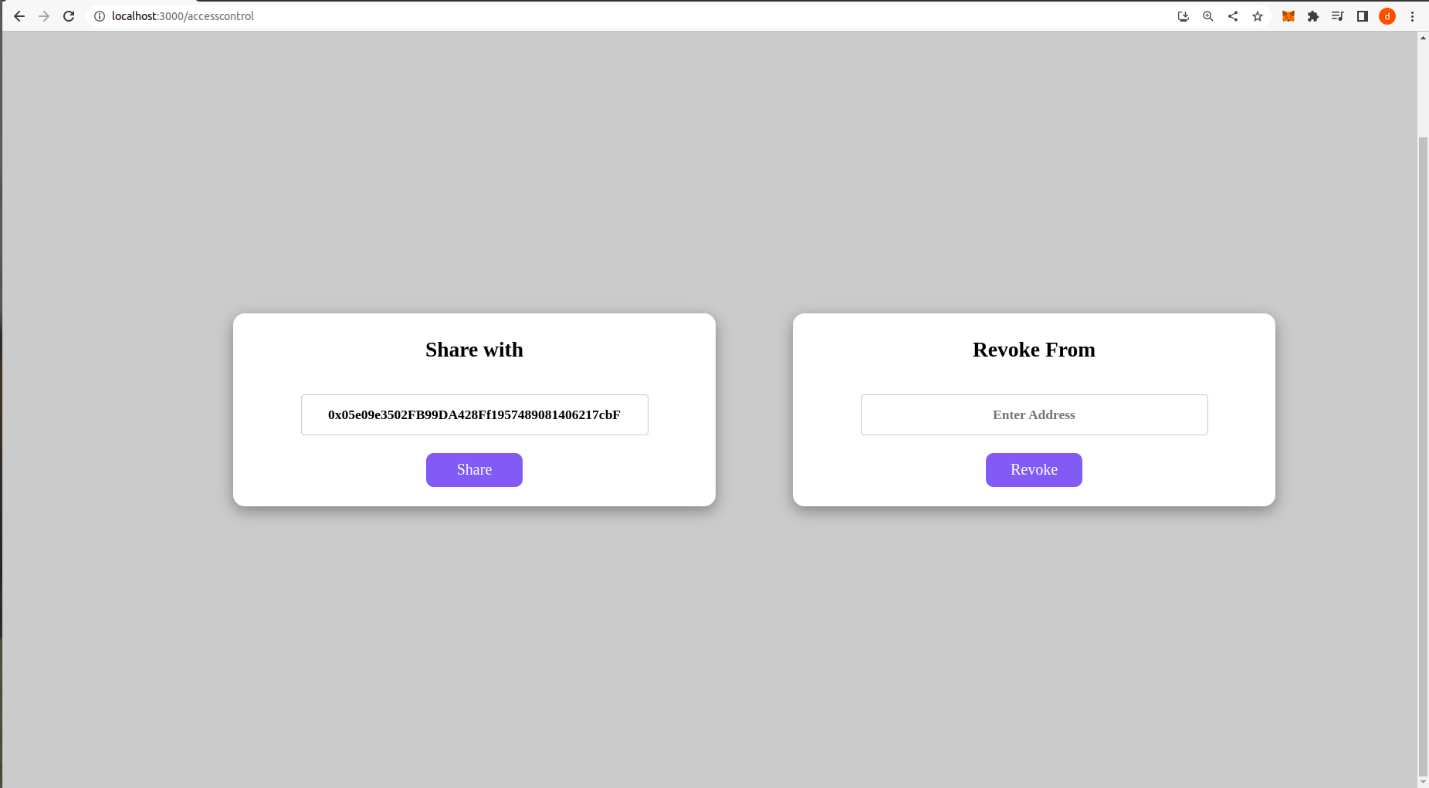 localhost:3000/accesscontrol
d
Share with
0x05e09e3502FB99DA428Ff1957489081406217cbF
Share
Revoke From
Enter Address
Revoke